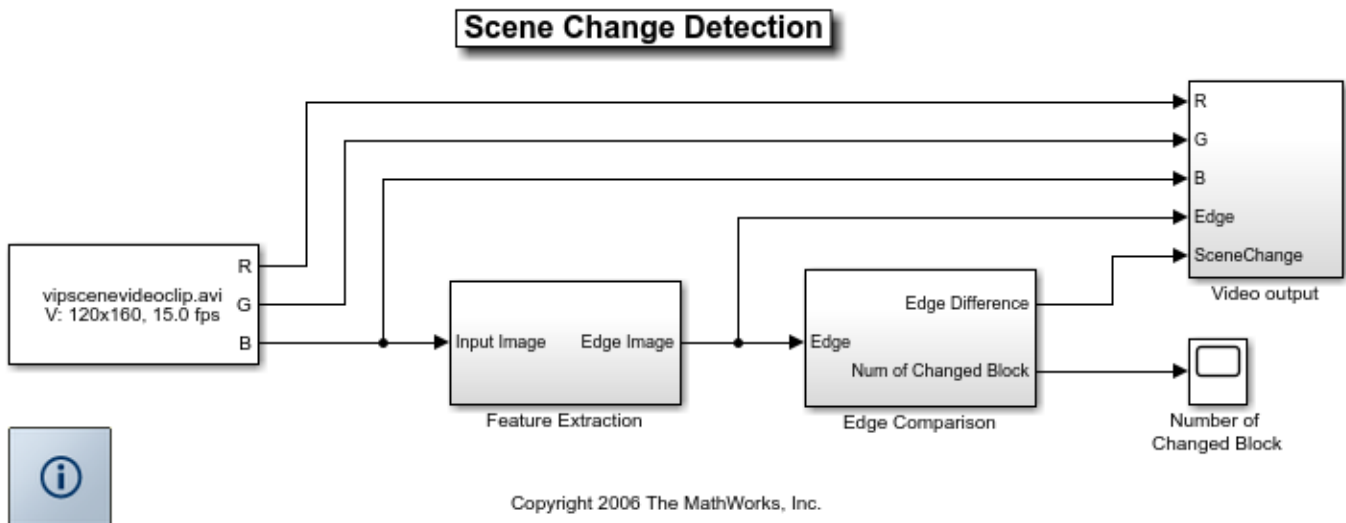 Scene Change Detection
R
G
B
Edge
SceneChange
Video output
vipscenevideoclip.avi
V: 120x160, 15.0 fps
R
G
B
Input Image
Edge Image
Feature Extraction
Edge
Edge Difference
Num of Changed Block
Edge Comparison
Number of
Changed Block
i
Copyright 2006 The MathWorks, Inc.